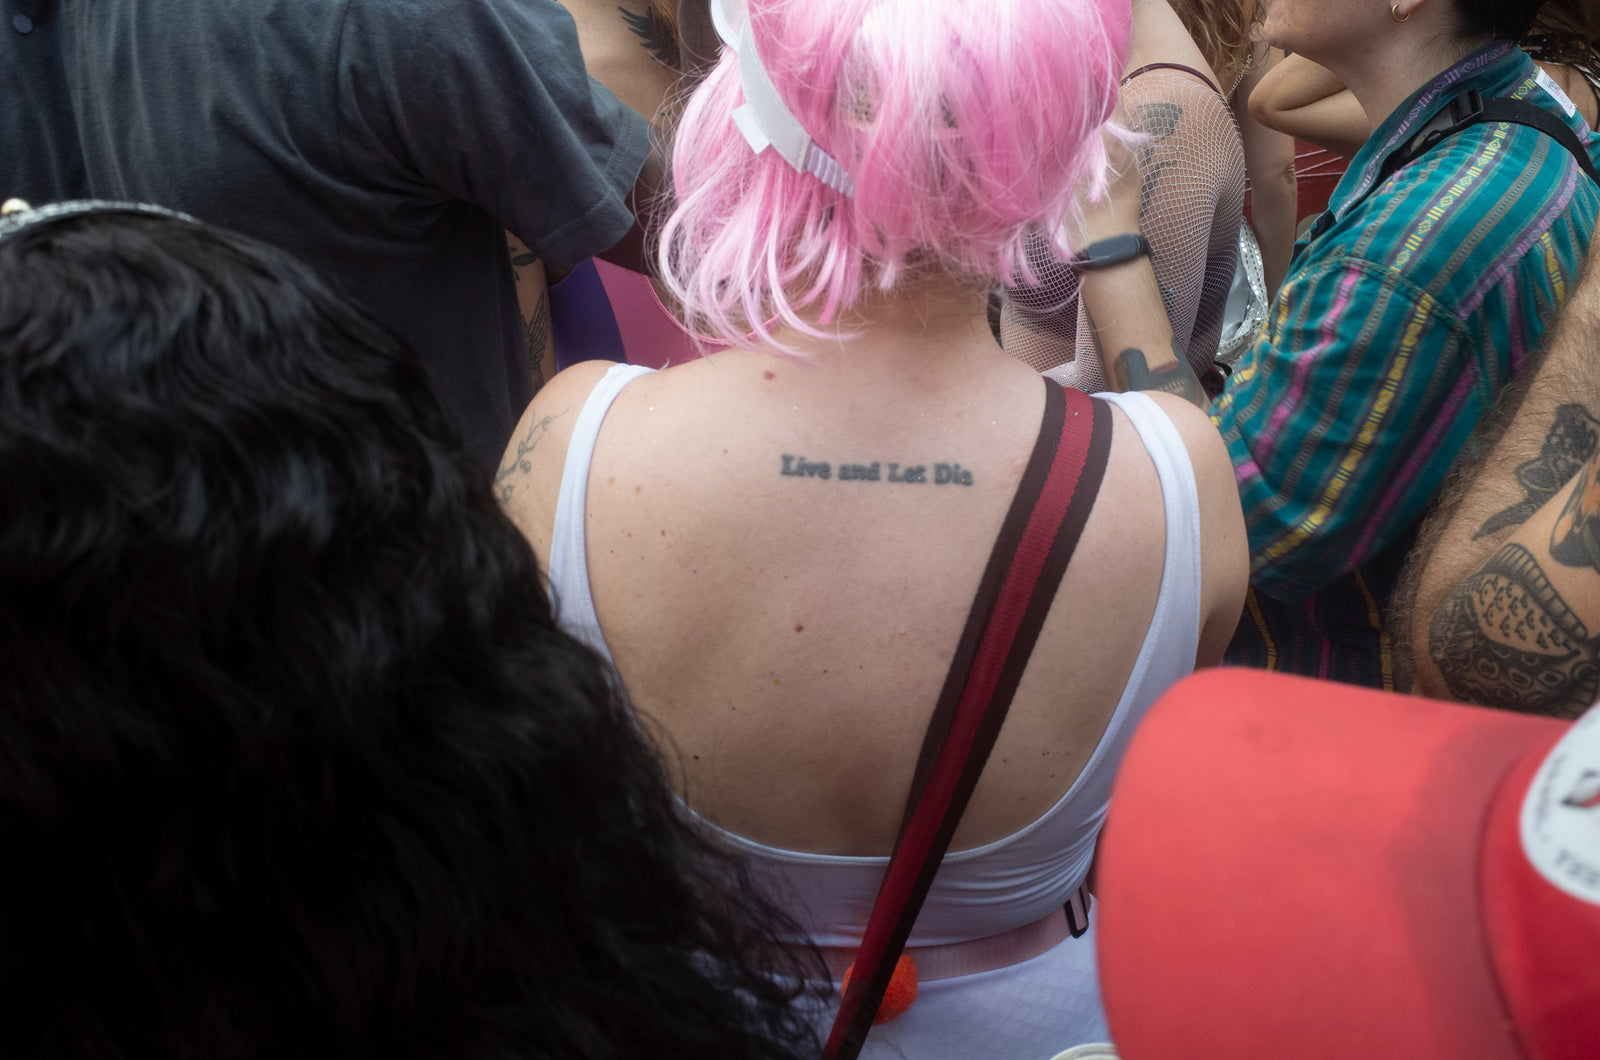 Live and Let Die